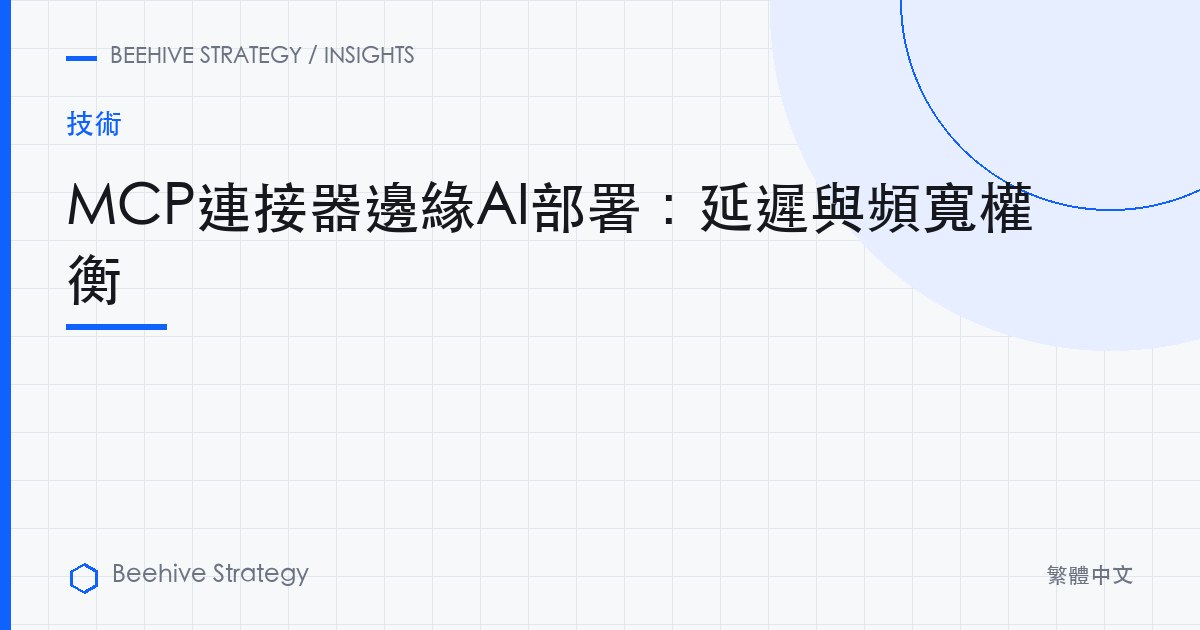 BEEHIVE STRATEGY / INSIGHTS
技術
MCP連接器邊緣AI部署：延遲與頻寬權
衡
Beehive Strategy
繁體中文